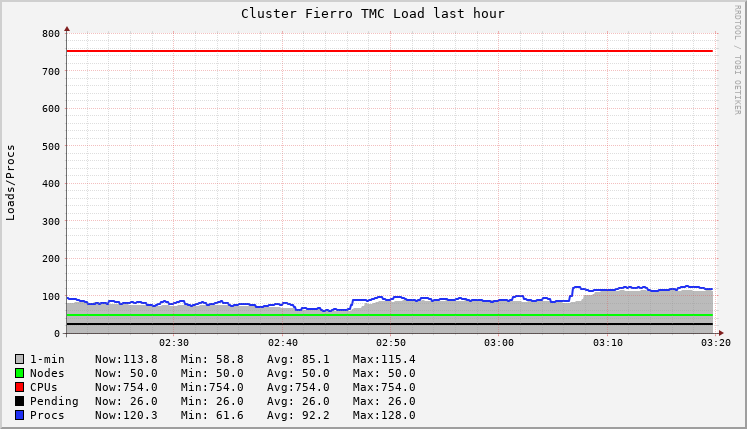 Cluster Fierro TMC Load last hour
RRDTOOL / TOBI OETIKER
Loads/Procs
800
700
600
500
400
300
200
100
0
02:30 02:40 02:50 03:00 03:10 03:20
1-min Now:113.8 Min: 58.8 Avg: 85.1 Max:115.4
Nodes Now: 50.0 Min: 50.0 Avg: 50.0 Max: 50.0
CPUs Now:754.0 Min:754.0 Avg:754.0 Max:754.0
Pending Now: 26.0 Min: 26.0 Avg: 26.0 Max: 26.0
Procs Now:120.3 Min: 61.6 Avg: 92.2 Max:128.0